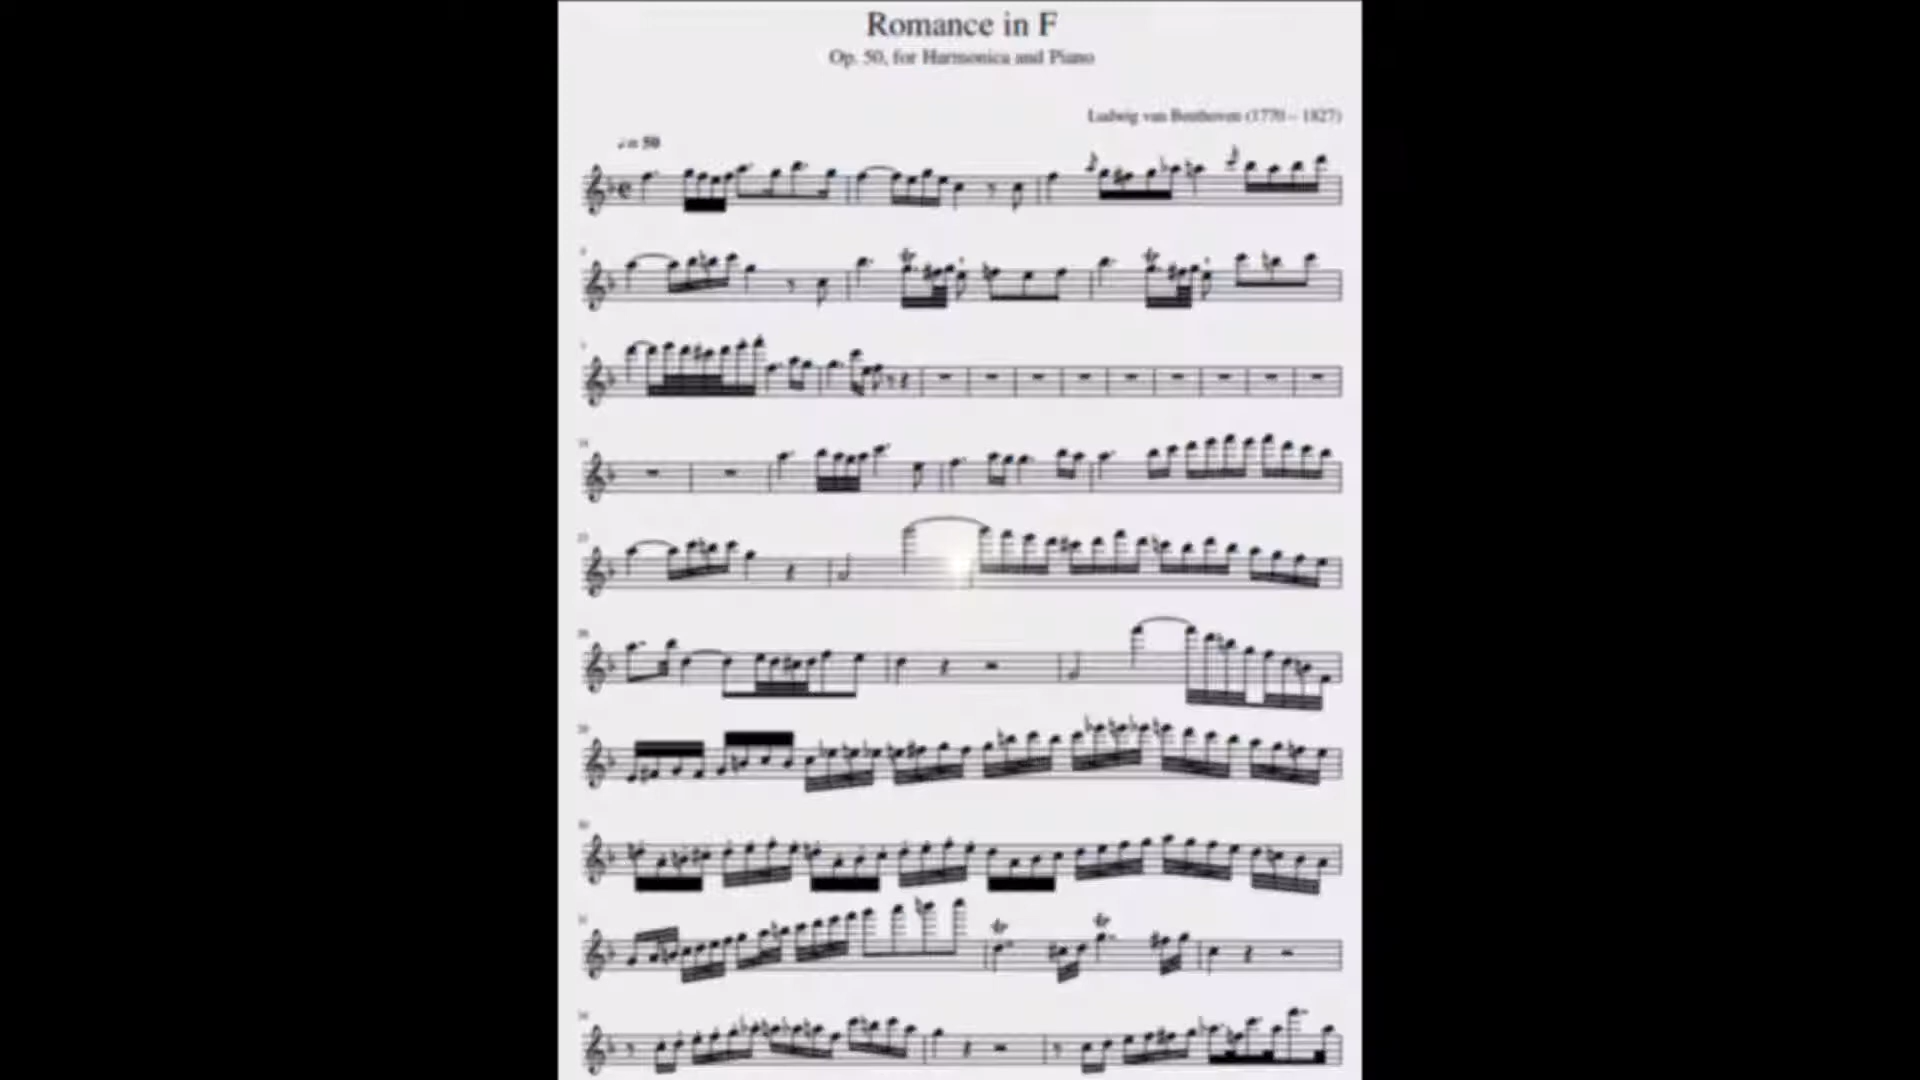 Romance in F
Op. 50, for Harmonica and Piano
Ludwig van Beethoven (1770 – 1827)
♩= 50